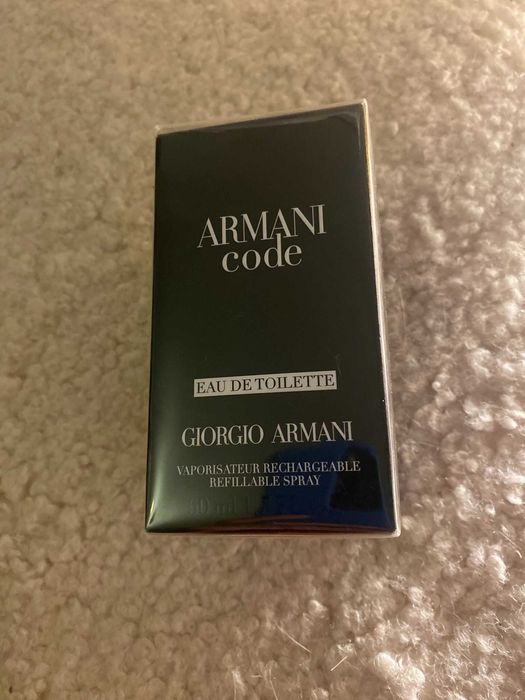 ARMANI
code
EAU DE TOILETTE
GIORGIO ARMANI
VAPORISATEUR RECHARGEABLE
REFILLABLE SPRAY